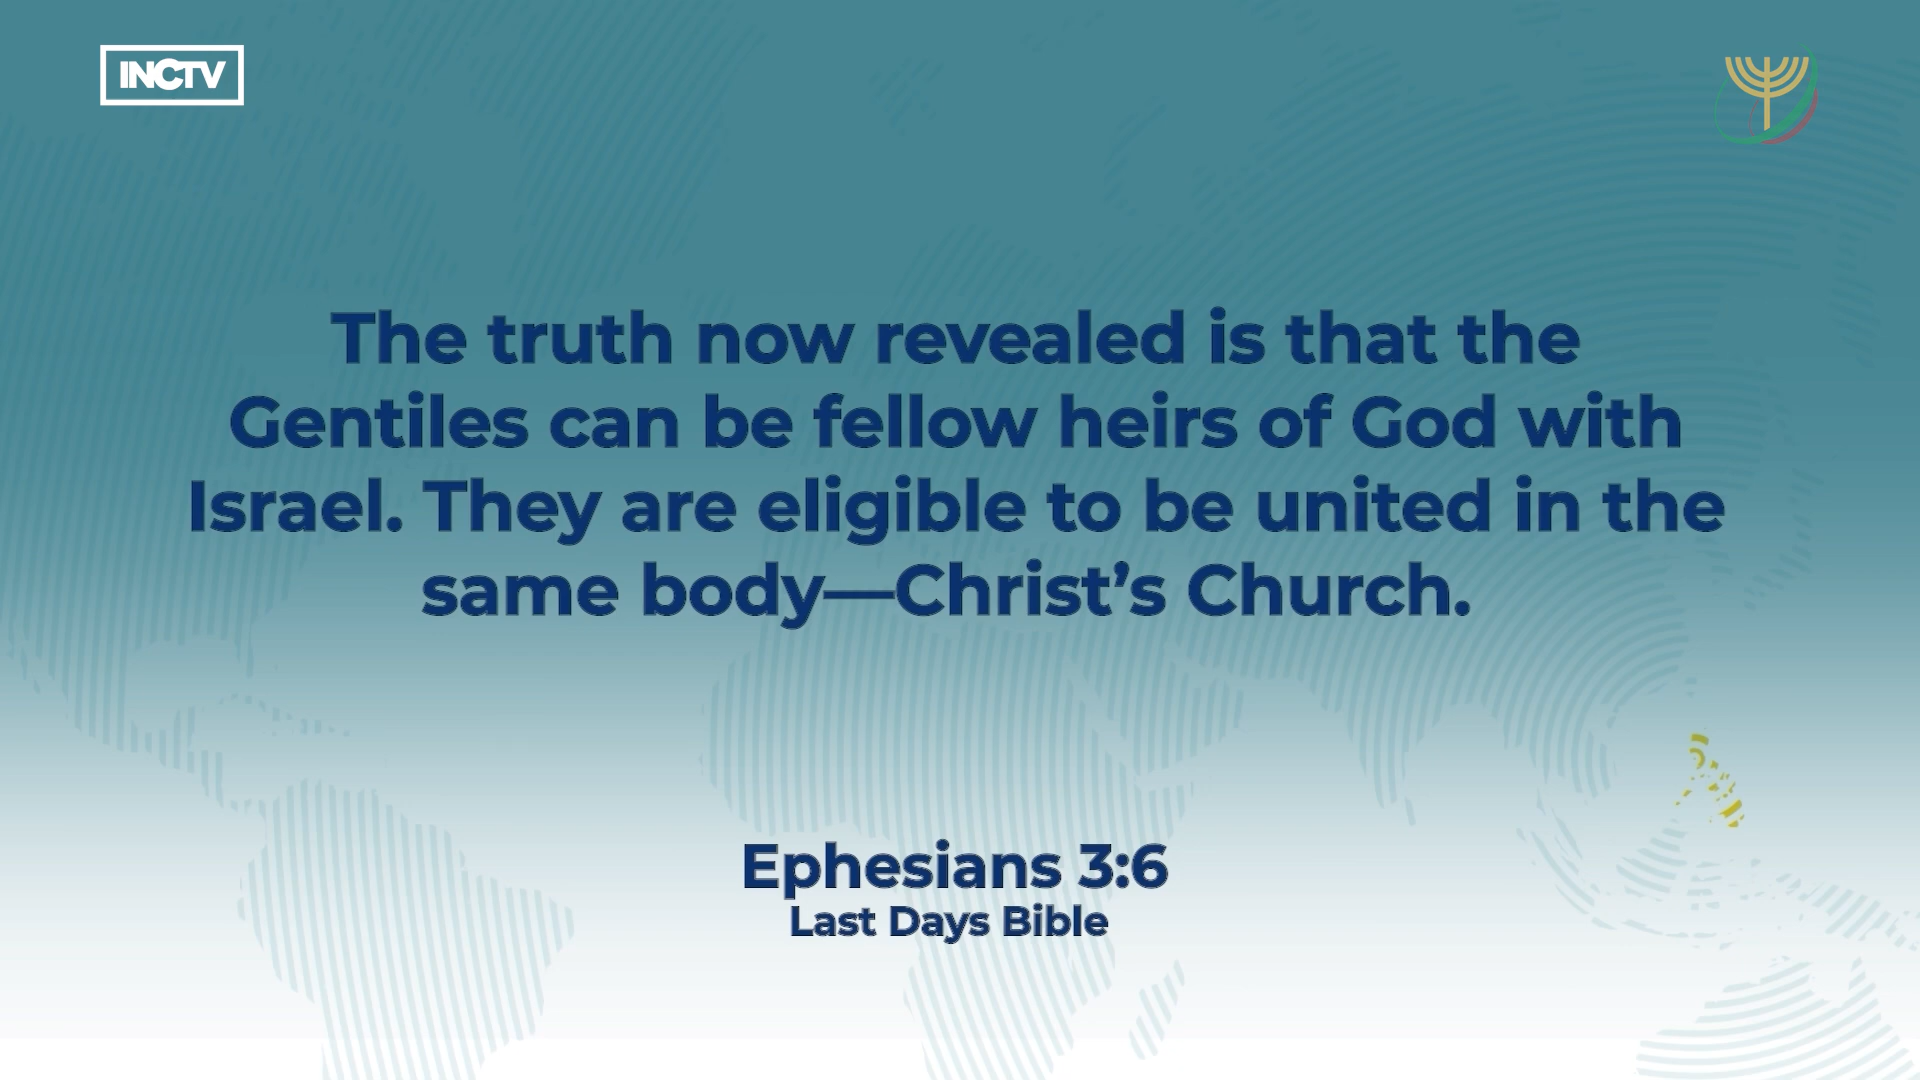 INCTV
The truth now revealed is that the
Gentiles can be fellow heirs of God with
Israel. They are eligible to be united in the
same body—Christ’s Church.
Ephesians 3:6
Last Days Bible